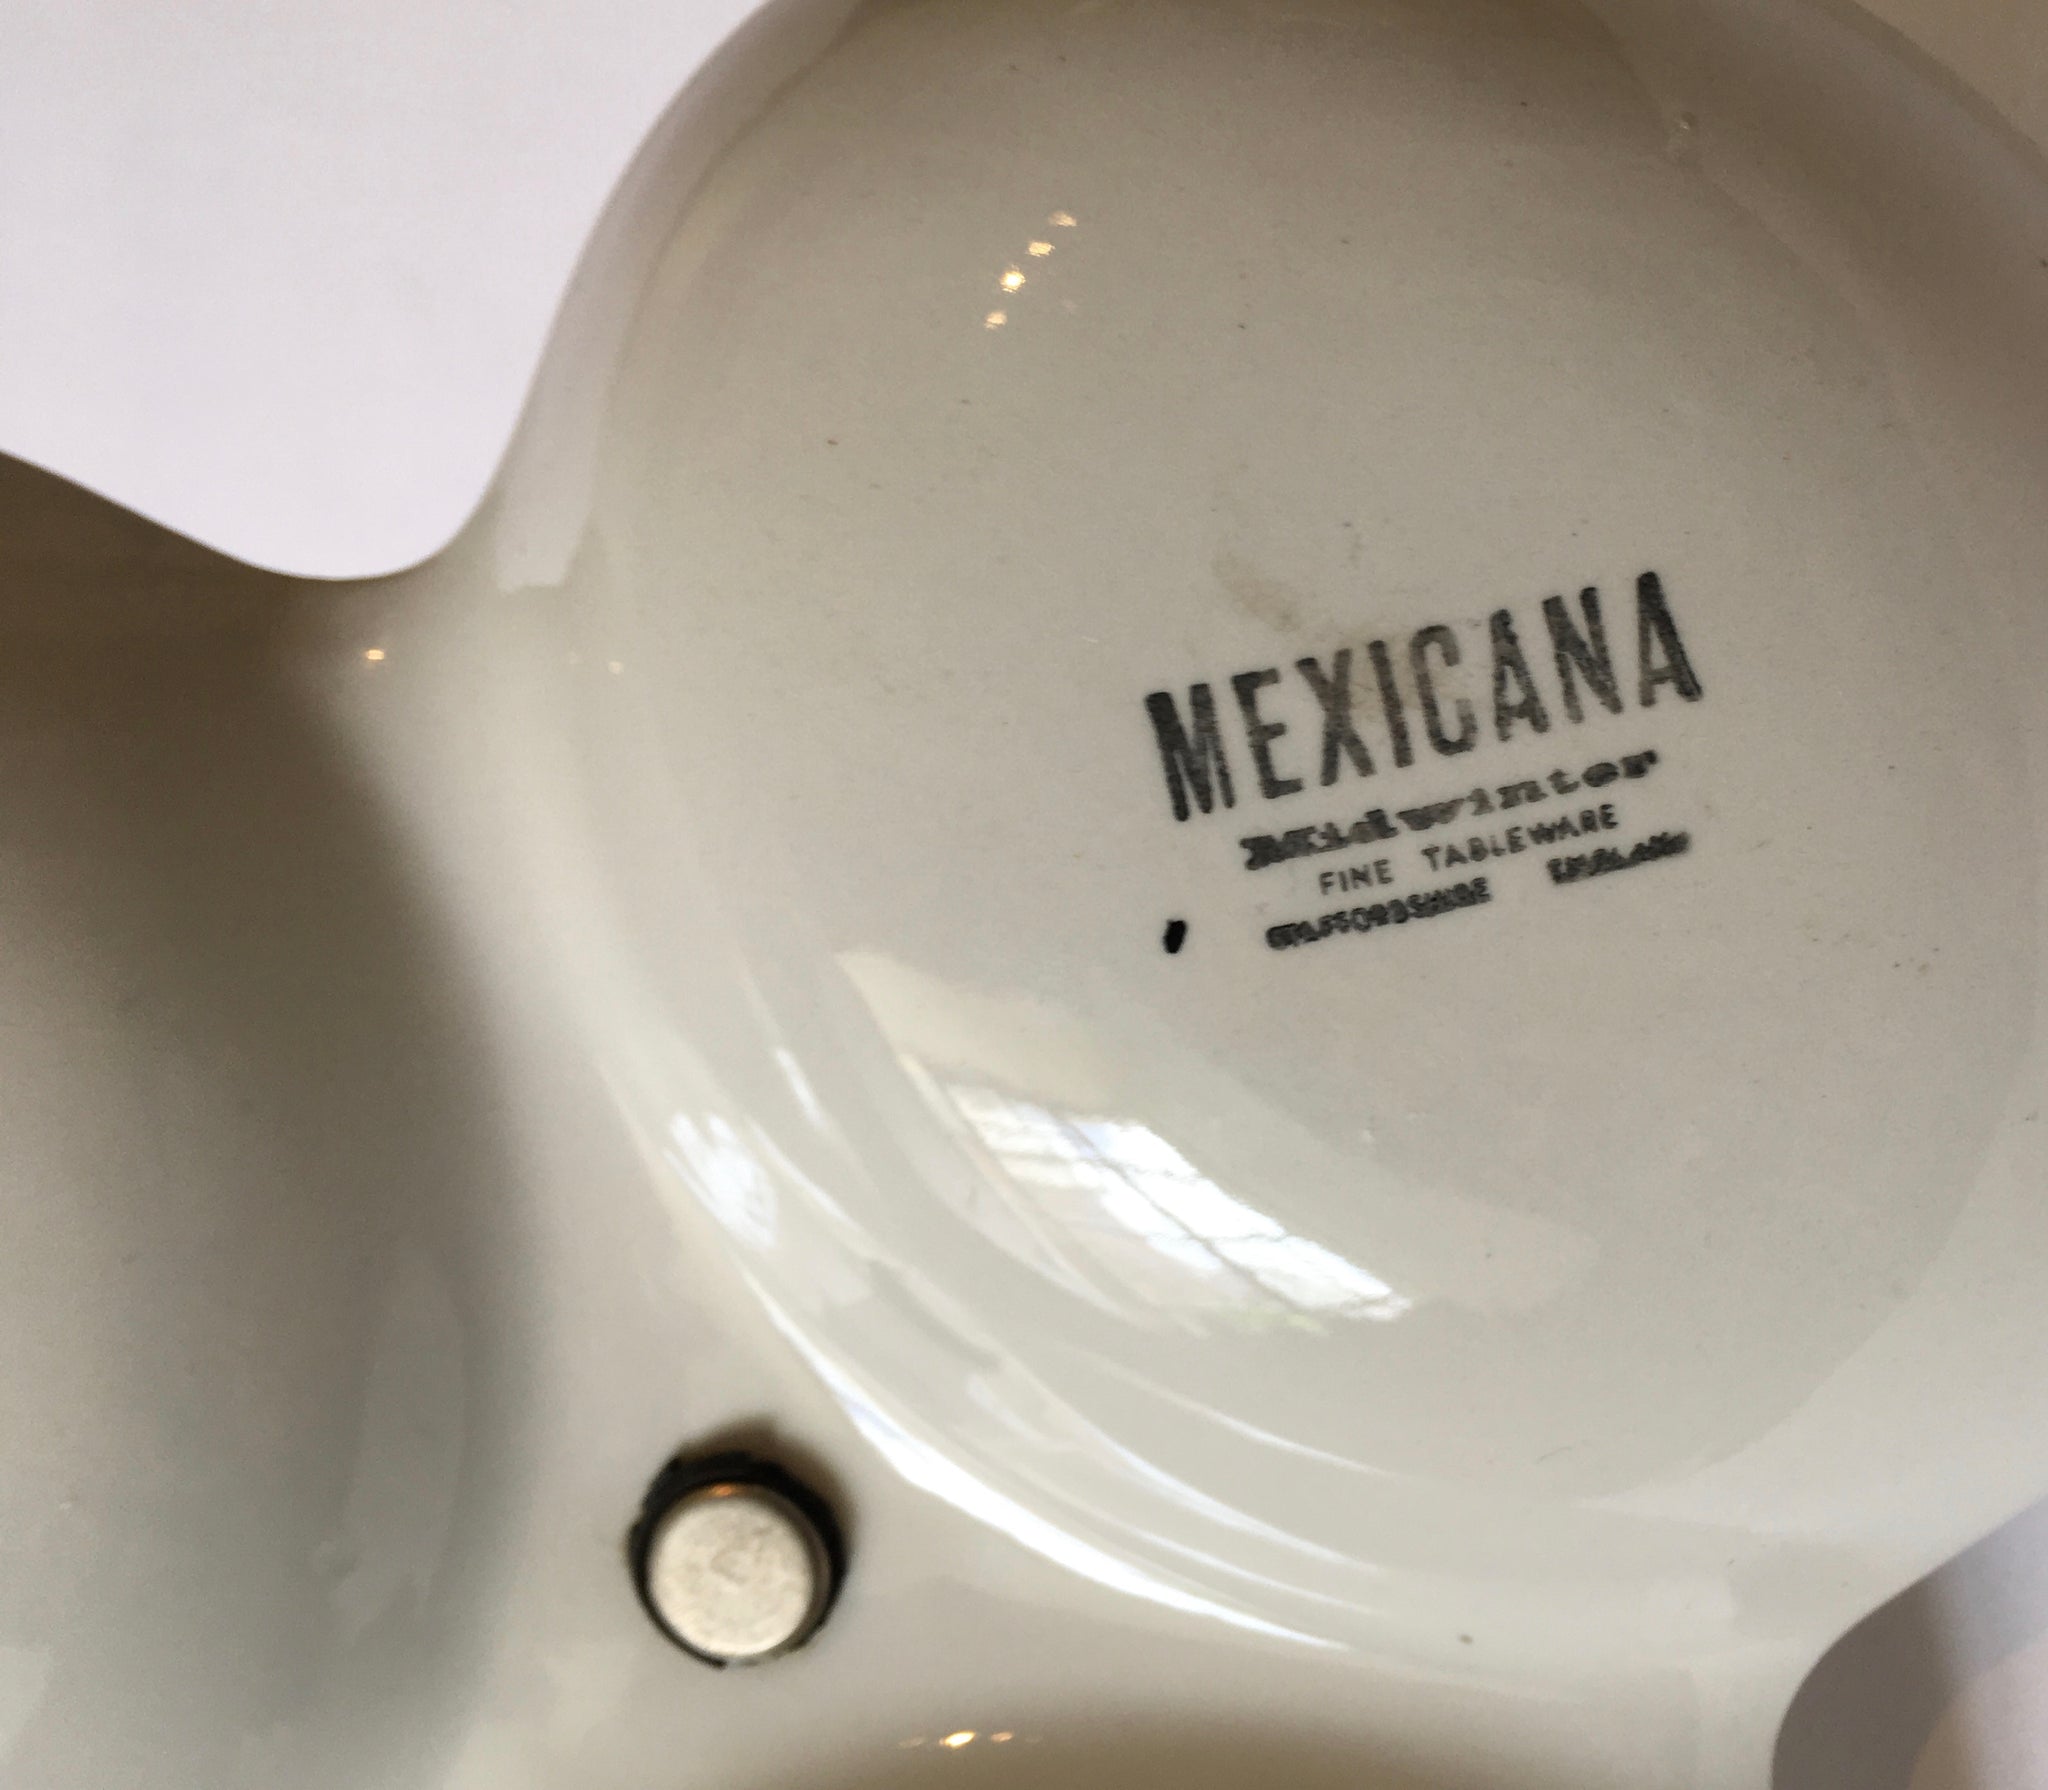 MEXICANA
Midwinter
FINE TABLEWARE
STAFFORDSHIRE ENGLAND